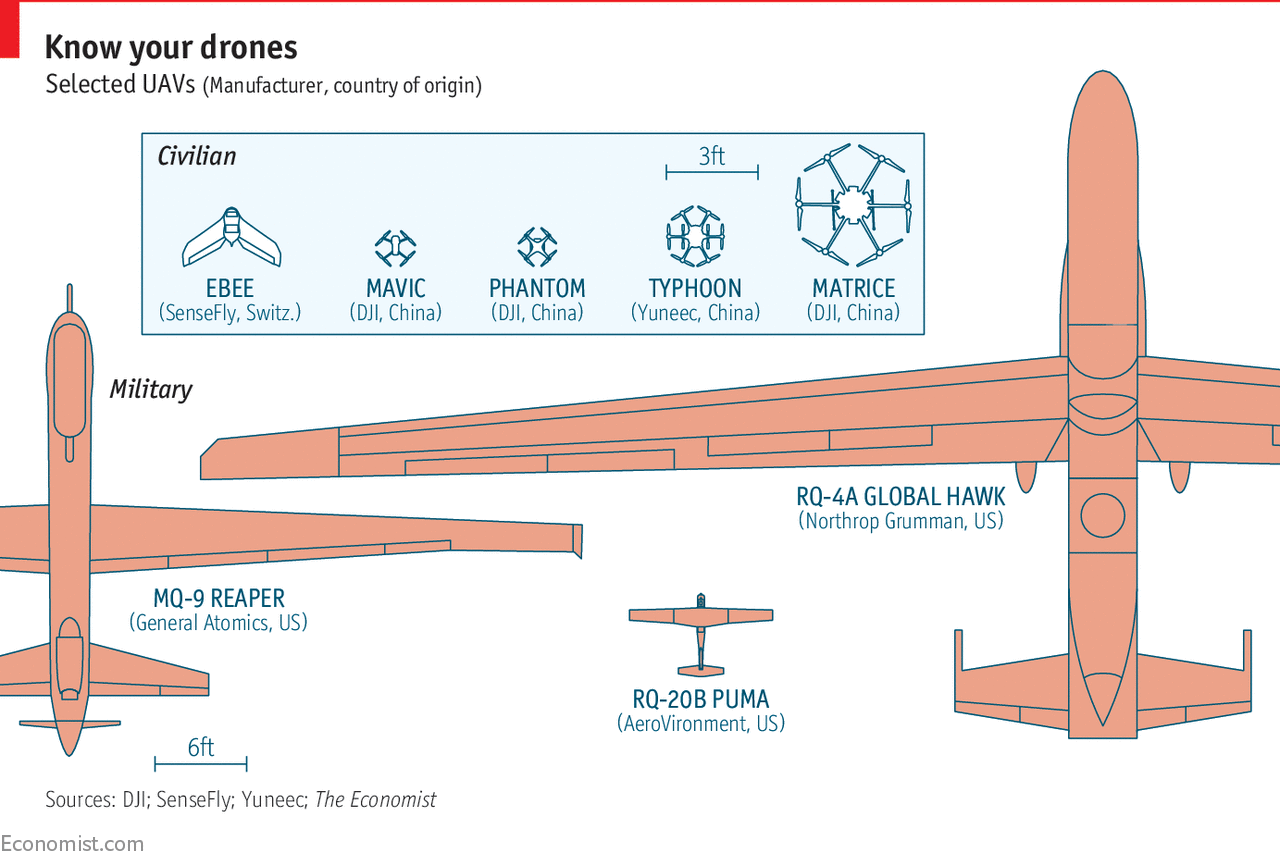 Know your drones
Selected UAVs (Manufacturer, country of origin)
Civilian
3ft
EBEE
(SenseFly, Switz.)
MAVIC
(DJI, China)
PHANTOM
(DJI, China)
TYPHOON
(Yuneec, China)
MATRICE
(DJI, China)
Military
RQ-4A GLOBAL HAWK
(Northrop Grumman, US)
MQ-9 REAPER
(General Atomics, US)
RQ-20B PUMA
(AeroVironment, US)
6ft
Sources: DJI; SenseFly; Yuneec; The Economist
Economist.com